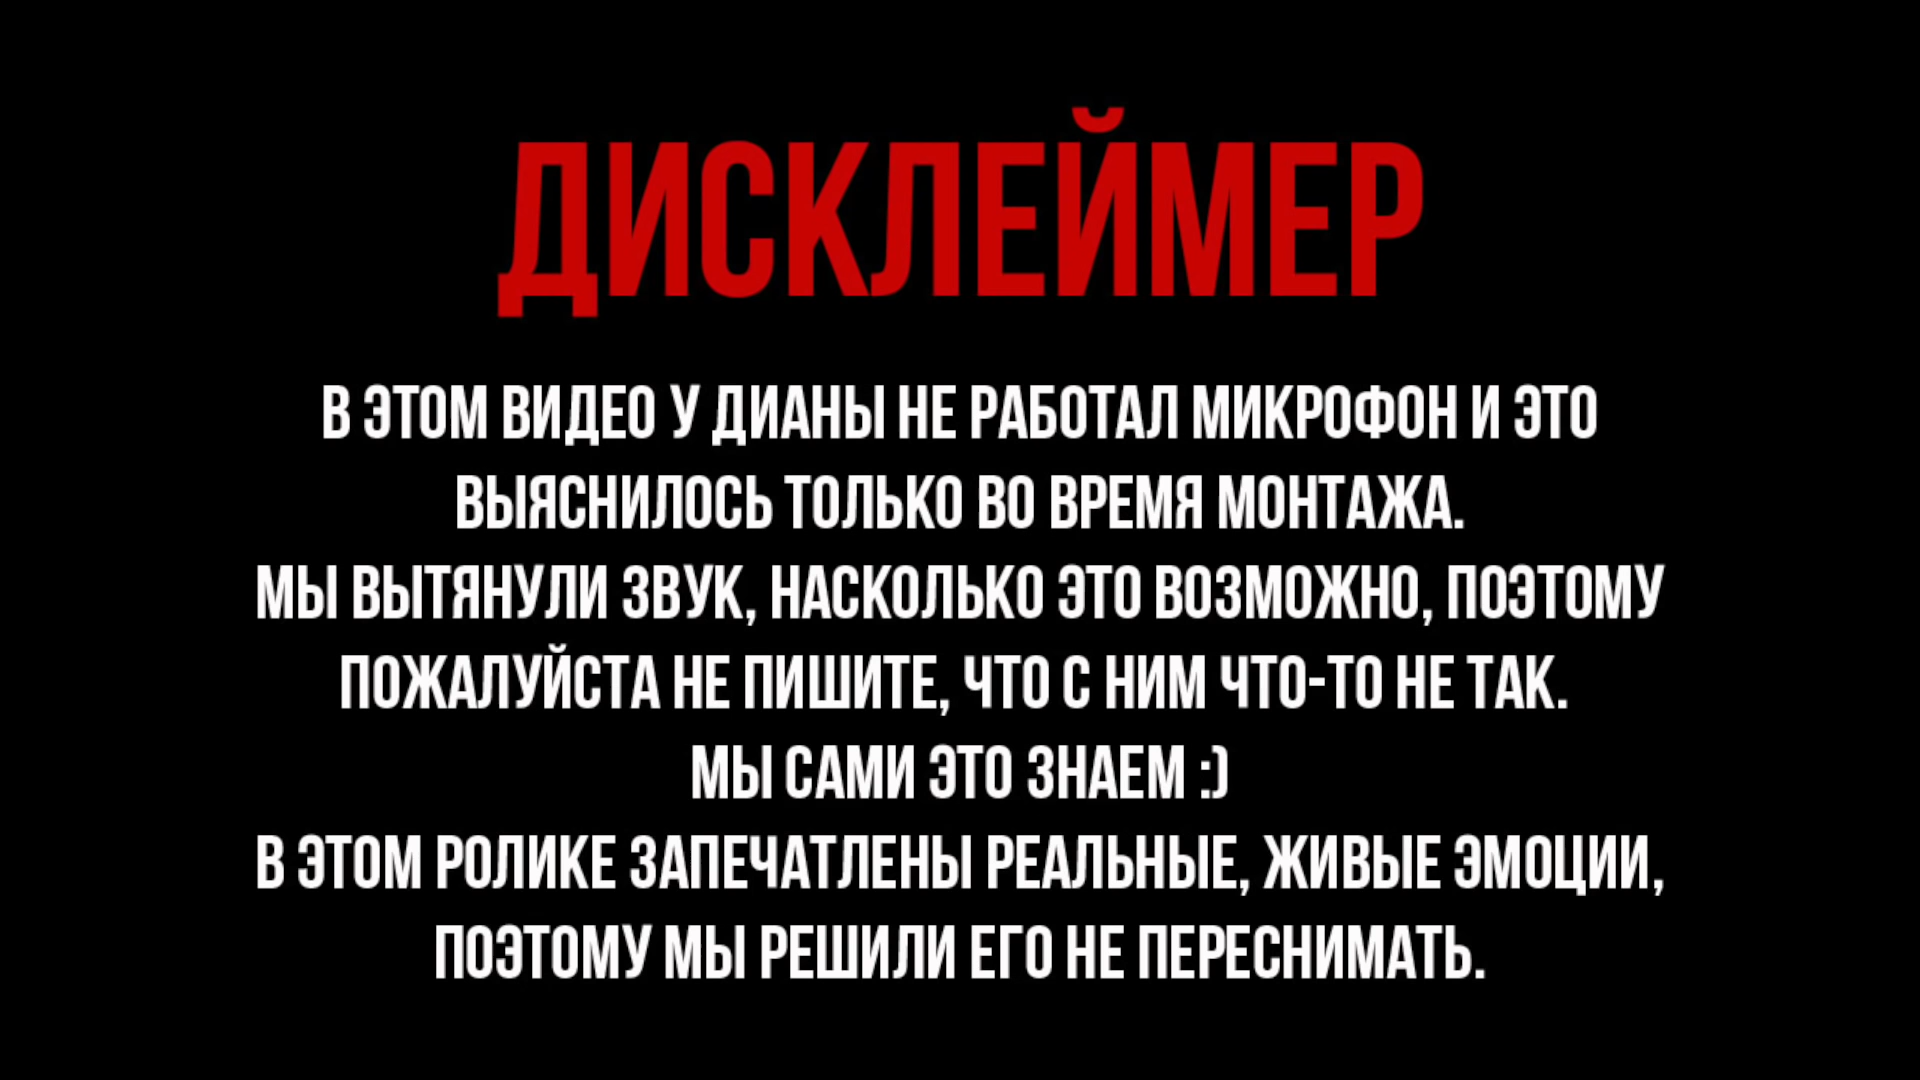 ДИСКЛЕЙМЕР
В ЭТОМ ВИДЕО У ДИАНЫ НЕ РАБОТАЛ МИКРОФОН И ЭТО
ВЫЯСНИЛОСЬ ТОЛЬКО ВО ВРЕМЯ МОНТАЖА.
МЫ ВЫТЯНУЛИ ЗВУК, НАСКОЛЬКО ЭТО ВОЗМОЖНО, ПОЭТОМУ
ПОЖАЛУЙСТА НЕ ПИШИТЕ, ЧТО С НИМ ЧТО-ТО НЕ ТАК.
МЫ САМИ ЭТО ЗНАЕМ :)
В ЭТОМ РОЛИКЕ ЗАПЕЧАТЛЕНЫ РЕАЛЬНЫЕ, ЖИВЫЕ ЭМОЦИИ,
ПОЭТОМУ МЫ РЕШИЛИ ЕГО НЕ ПЕРЕСНИМАТЬ.